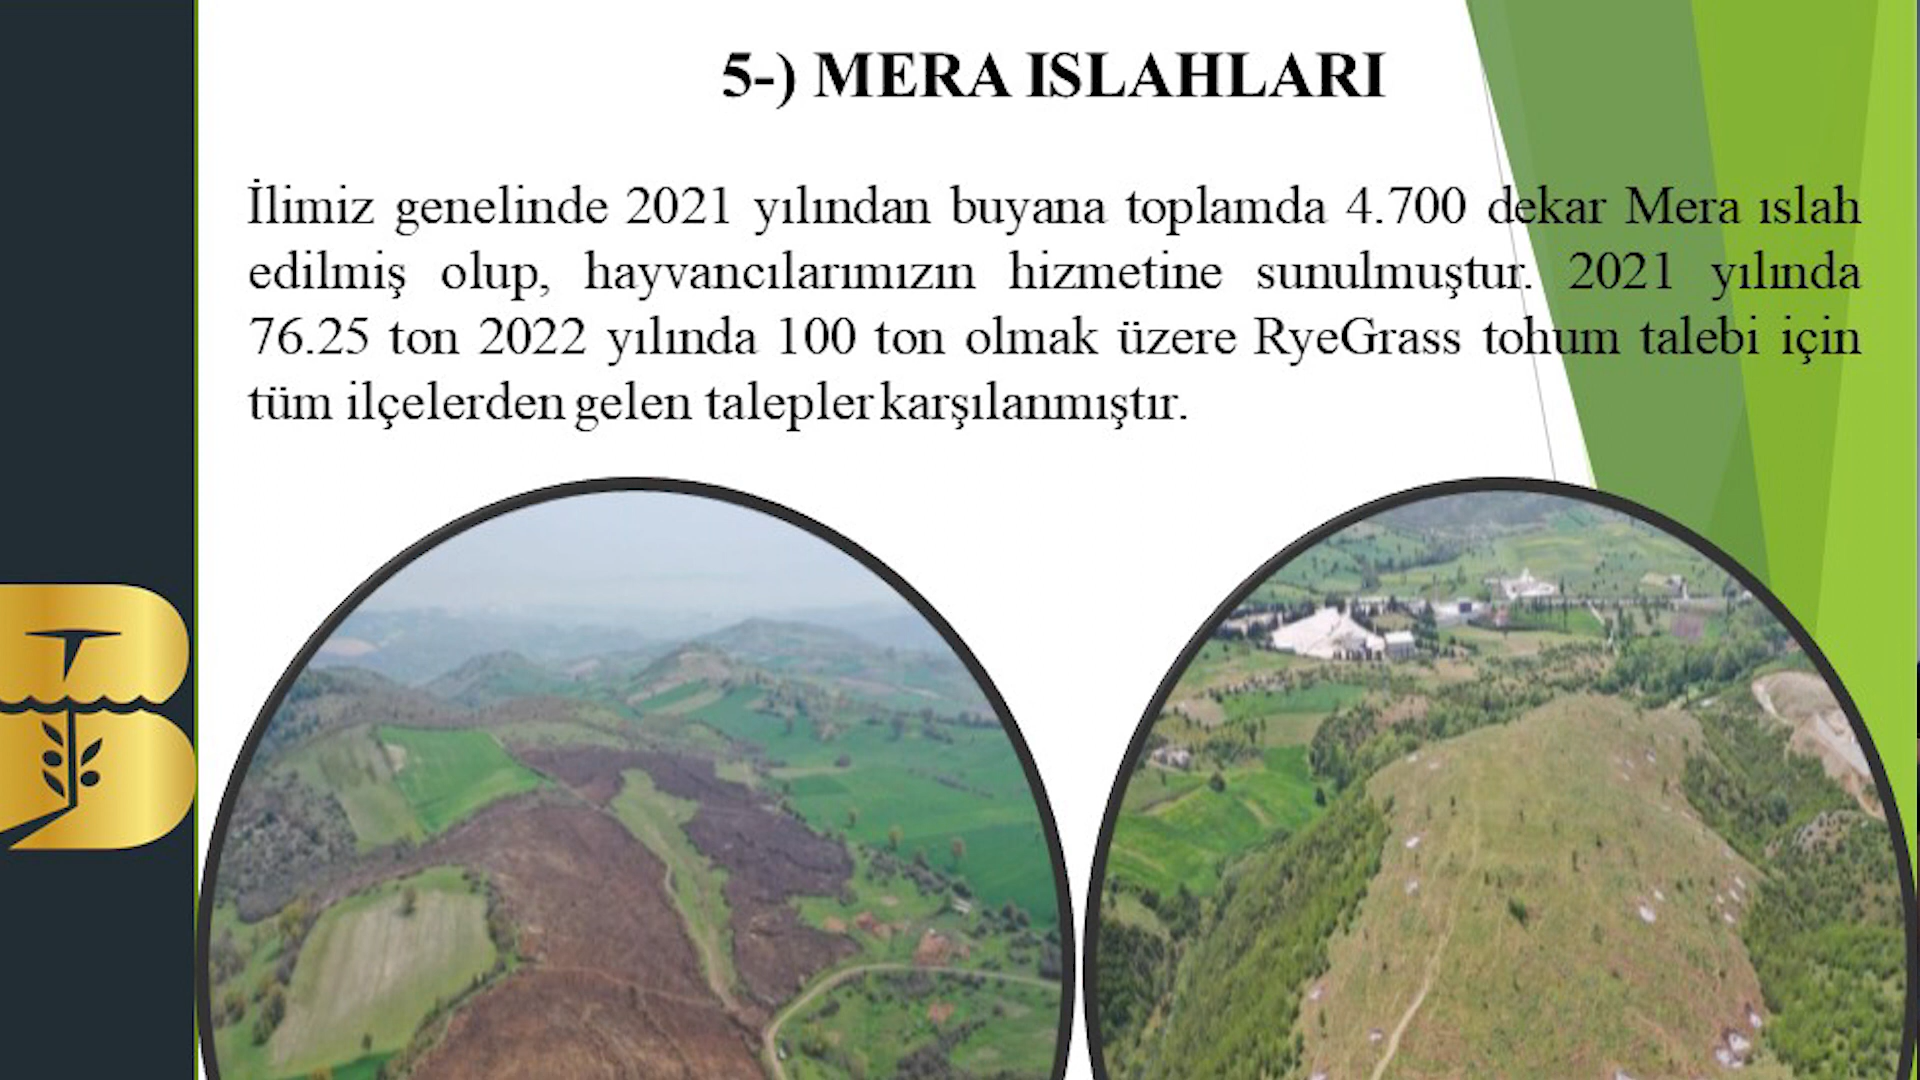 5-) MERA ISLAHLARI
İlimiz genelinde 2021 yılından buyana toplamda 4.700 dekar Mera ıslah
edilmiş olup, hayvancılarımızın hizmetine sunulmuştur. 2021 yılında
76.25 ton 2022 yılında 100 ton olmak üzere RyeGrass tohum talebi için
tüm ilçelerden gelen talepler karşılanmıştır.